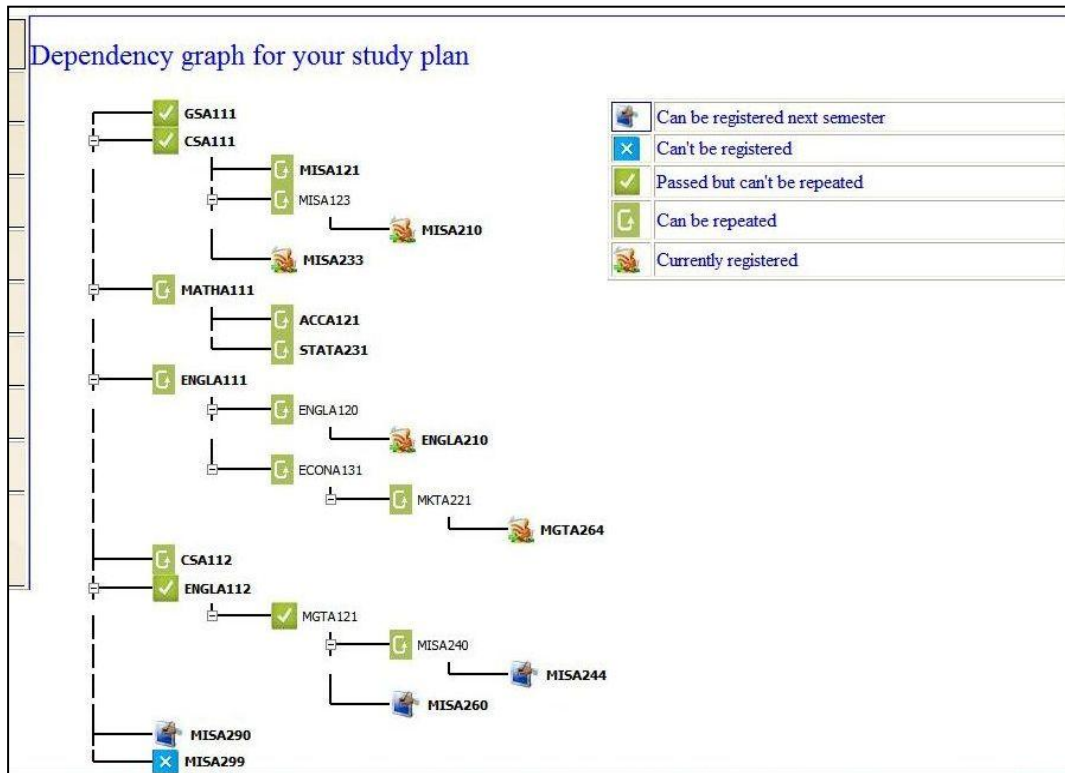 Dependency graph for your study plan
GSA111
CSA111
MISA121
MISA123
MISA210
MISA233
MATHA111
ACCA121
STATA231
ENGLA111
ENGLA120
ENGLA210
ECONA131
MKTA221
MGTA264
CSA112
ENGLA112
MGTA121
MISA240
MISA244
MISA260
MISA290
MISA299
Can be registered next semester
Can't be registered
Passed but can't be repeated
Can be repeated
Currently registered